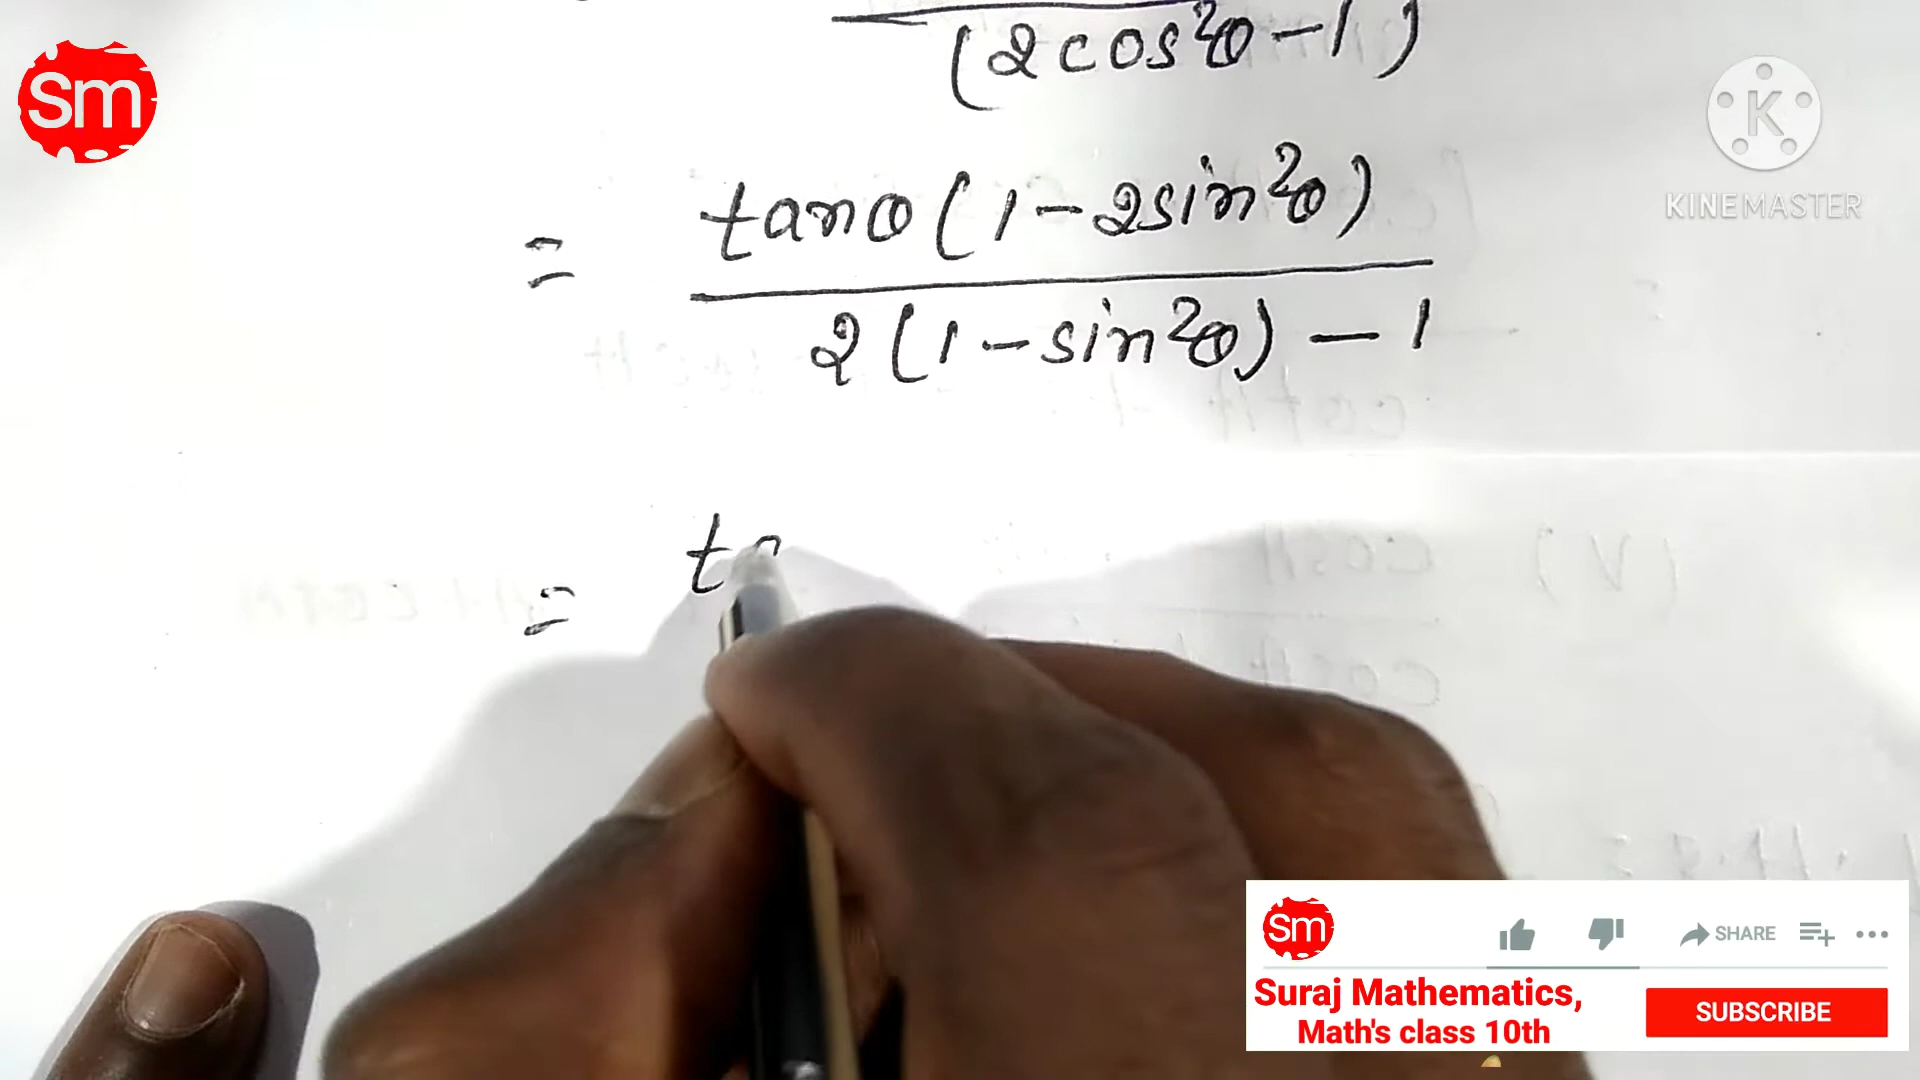 Sm
(2cos²θ-1)
K
KINEMASTER
= tanθ(1-2sin²θ)
2(1-sin²θ)-1
= ta
Sm SHARE
Suraj Mathematics,
Math's class 10th
SUBSCRIBE